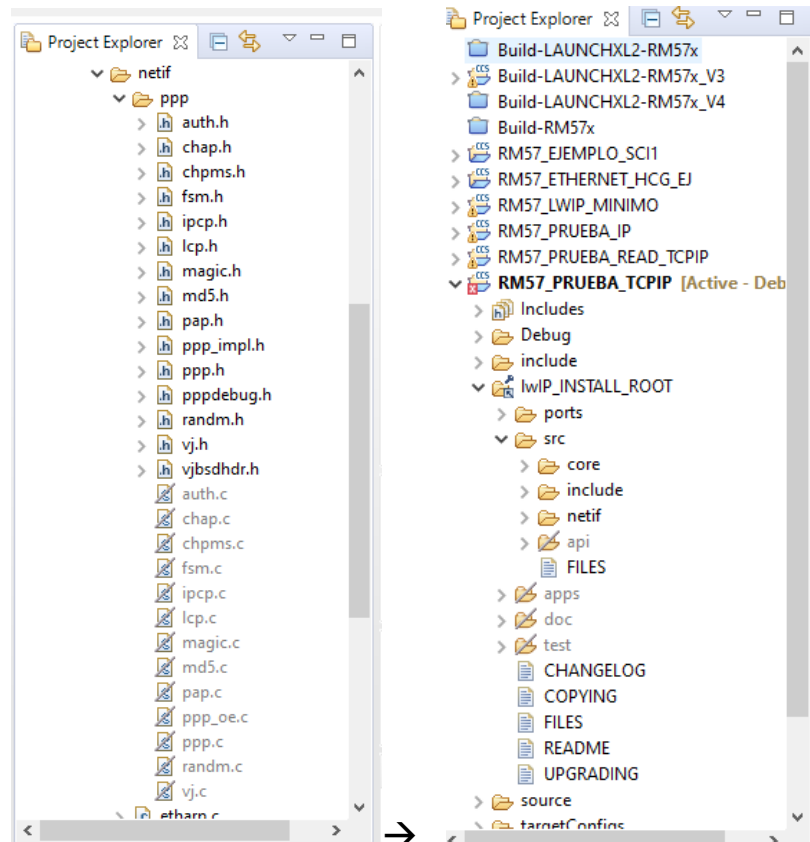 Project Explorer
netif
ppp
auth.h
chap.h
chpms.h
fsm.h
ipcp.h
lcp.h
magic.h
md5.h
pap.h
ppp_impl.h
ppp.h
pppdebug.h
randm.h
vj.h
vjbsdhdr.h
auth.c
chap.c
chpms.c
fsm.c
ipcp.c
lcp.c
magic.c
md5.c
pap.c
ppp_oe.c
ppp.c
randm.c
vj.c
etharp.c
→
Project Explorer
Build-LAUNCHXL2-RM57x
Build-LAUNCHXL2-RM57x_V3
Build-LAUNCHXL2-RM57x_V4
Build-RM57x
RM57_EJEMPLO_SCI1
RM57_ETHERNET_HCG_EJ
RM57_LWIP_MINIMO
RM57_PRUEBA_IP
RM57_PRUEBA_READ_TCPIP
RM57_PRUEBA_TCPIP [Active - Deb
Includes
Debug
include
lwIP_INSTALL_ROOT
ports
src
core
include
netif
api
FILES
apps
doc
test
CHANGELOG
COPYING
FILES
README
UPGRADING
source
targetConfigs